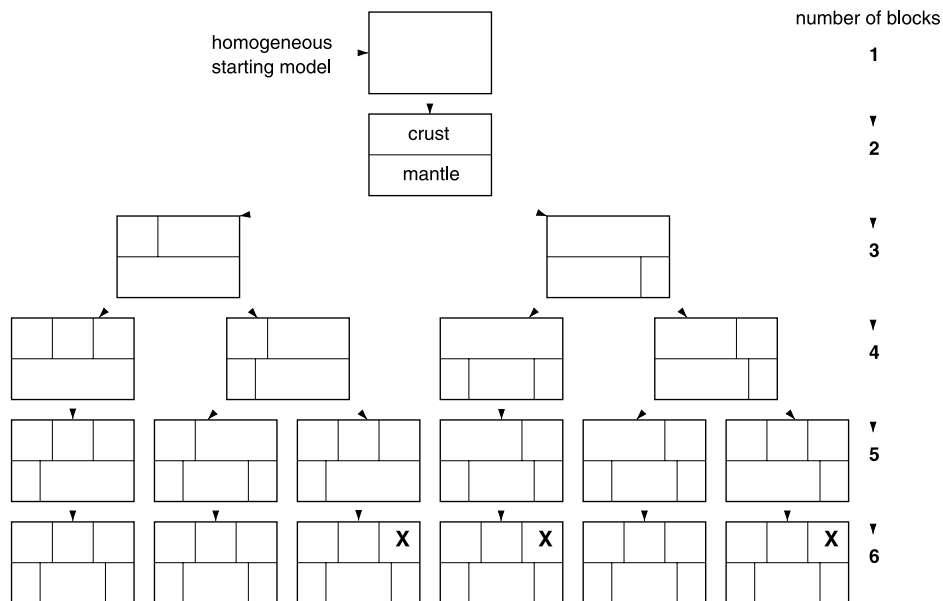 number of blocks
homogeneous
starting model
1
crust
mantle
2
3
4
5
X X X
6